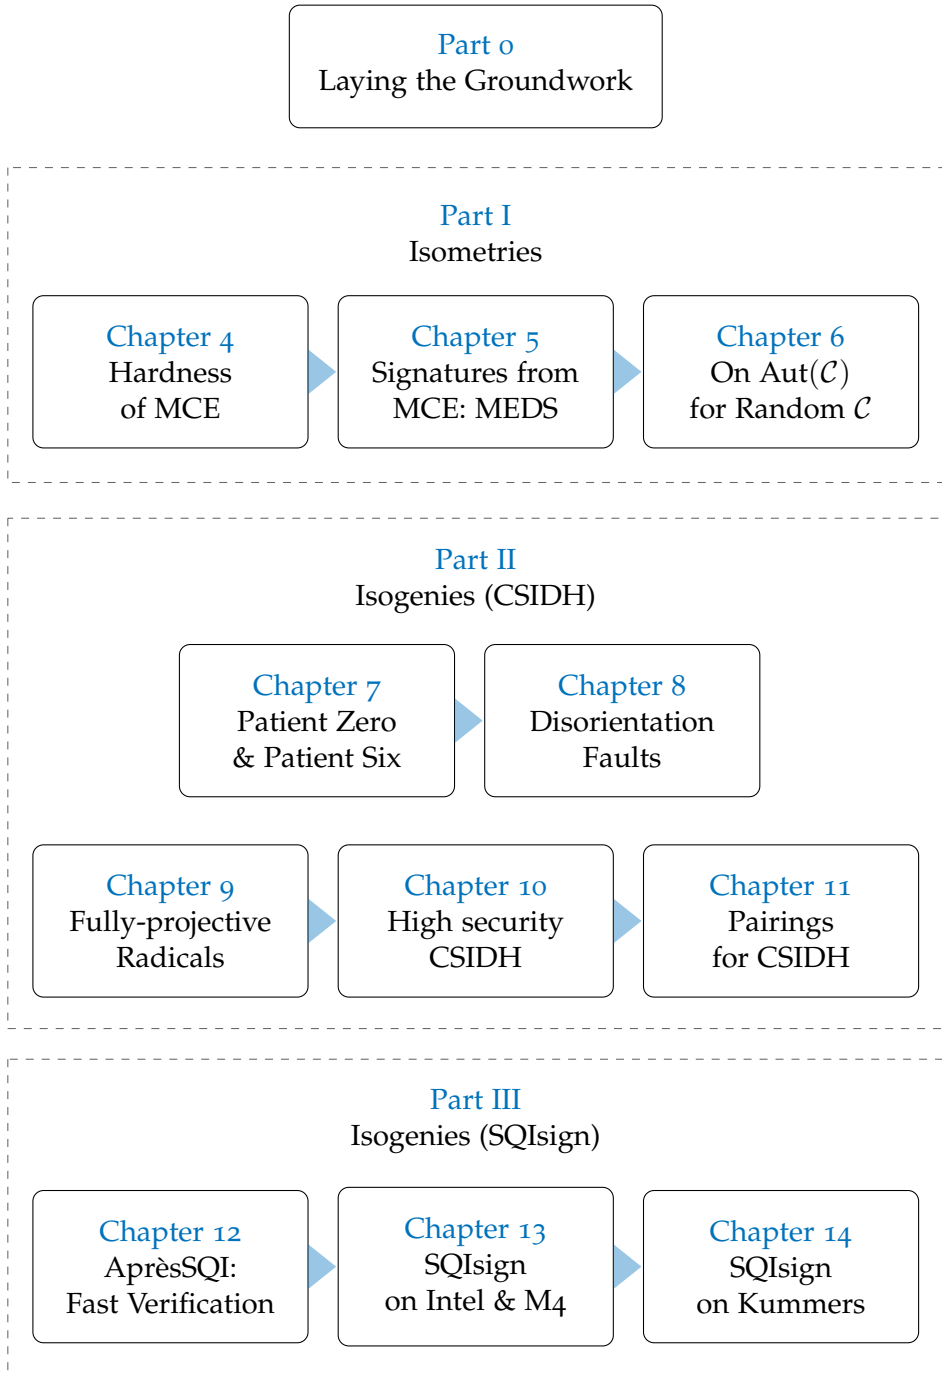 Part 0
Laying the Groundwork
Part I
Isometries
Chapter 4
Hardness
of MCE
Chapter 5
Signatures from
MCE: MEDS
Chapter 6
On Aut(𝒞)
for Random 𝒞
Part II
Isogenies (CSIDH)
Chapter 7
Patient Zero
& Patient Six
Chapter 8
Disorientation
Faults
Chapter 9
Fully-projective
Radicals
Chapter 10
High security
CSIDH
Chapter 11
Pairings
for CSIDH
Part III
Isogenies (SQIsign)
Chapter 12
AprèsSQI:
Fast Verification
Chapter 13
SQIsign
on Intel & M4
Chapter 14
SQIsign
on Kummers